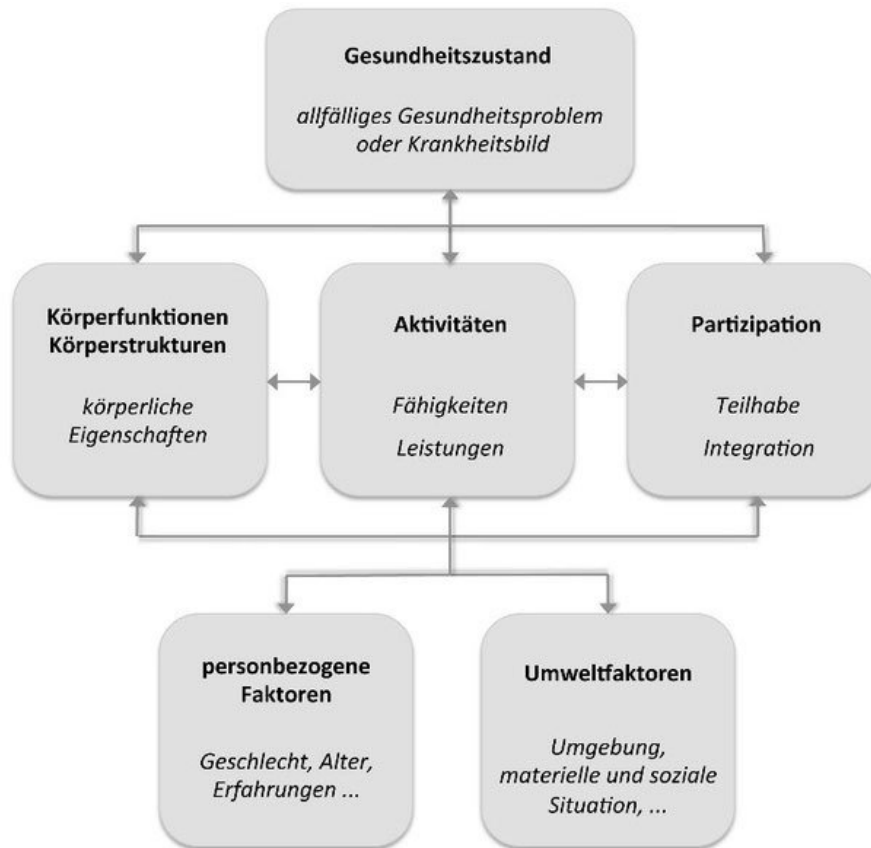 Gesundheitszustand
allfälliges Gesundheitsproblem
oder Krankheitsbild
Körperfunktionen
Körperstrukturen
körperliche
Eigenschaften
Aktivitäten
Fähigkeiten
Leistungen
Partizipation
Teilhabe
Integration
personbezogene
Faktoren
Geschlecht, Alter,
Erfahrungen ...
Umweltfaktoren
Umgebung,
materielle und soziale
Situation, ...